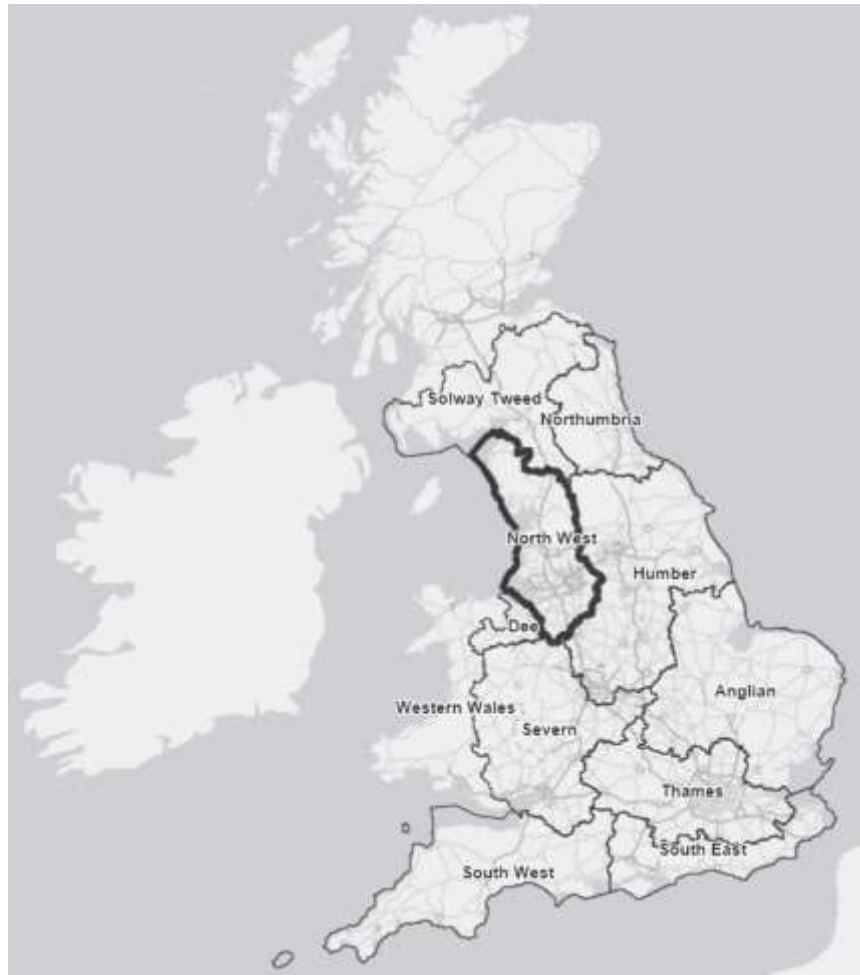 Solway Tweed
Northumbria
North West
Humber
Dee
Anglian
Western Wales
Severn
Thames
South East
South West